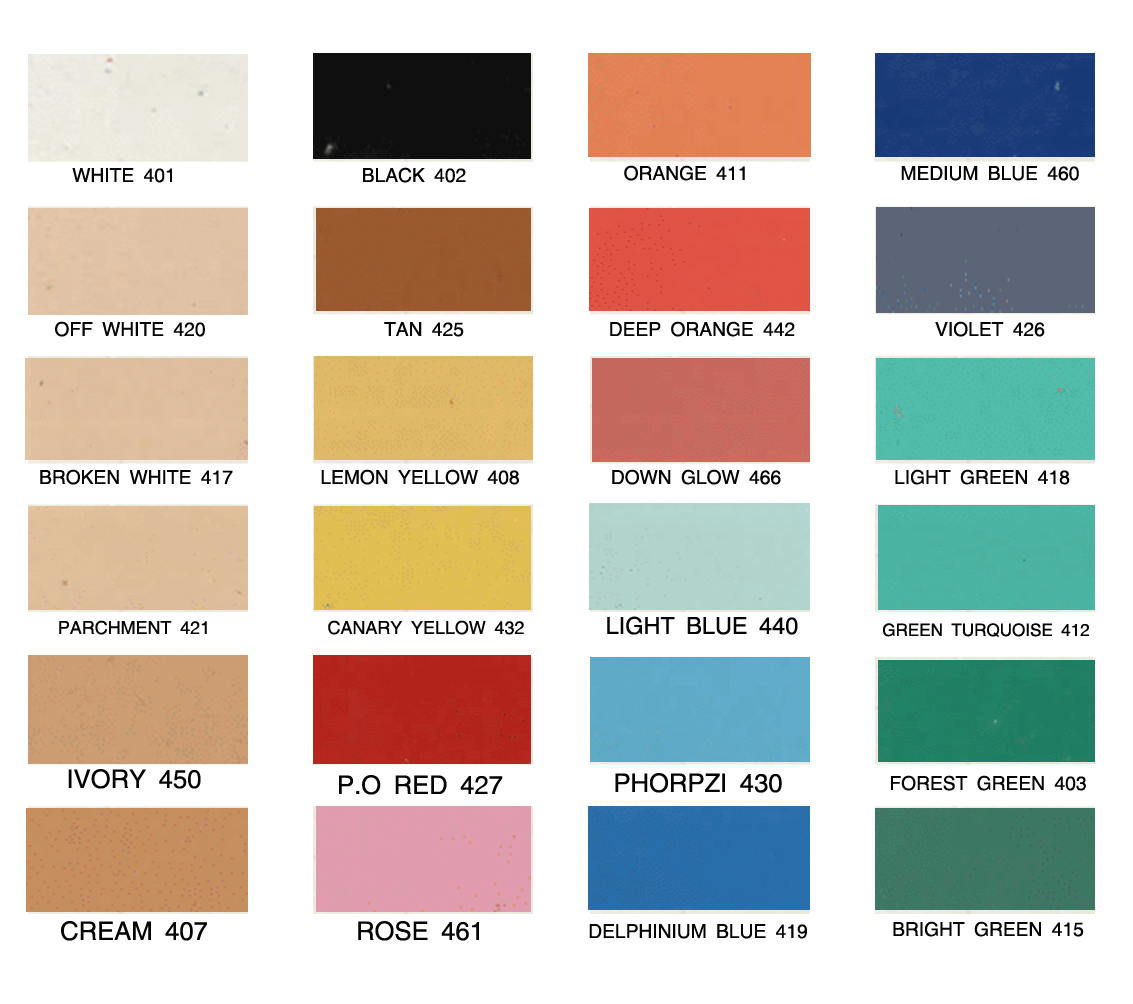 WHITE 401
BLACK 402
ORANGE 411
MEDIUM BLUE 460
OFF WHITE 420
TAN 425
DEEP ORANGE 442
VIOLET 426
BROKEN WHITE 417
LEMON YELLOW 408
DOWN GLOW 466
LIGHT GREEN 418
PARCHMENT 421
CANARY YELLOW 432
LIGHT BLUE 440
GREEN TURQUOISE 412
IVORY 450
P.O RED 427
PHORPZI 430
FOREST GREEN 403
CREAM 407
ROSE 461
DELPHINIUM BLUE 419
BRIGHT GREEN 415